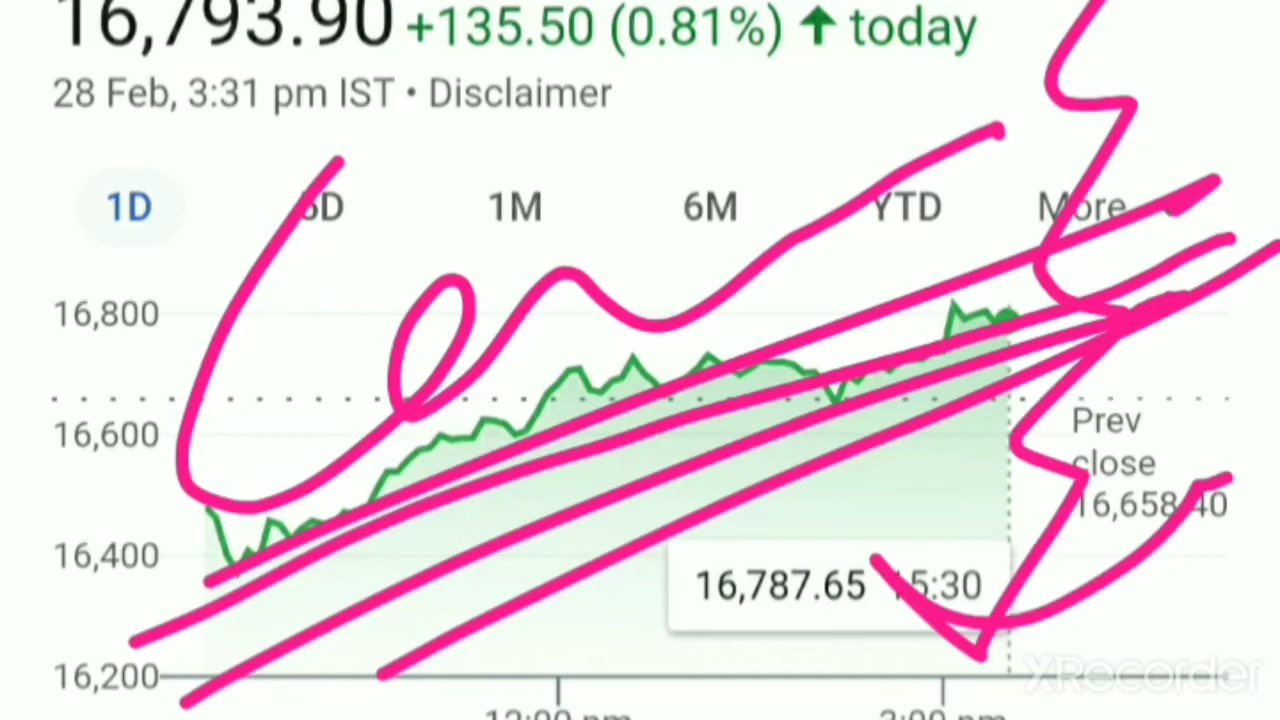 16,793.90 +135.50 (0.81%) ↑ today
28 Feb, 3:31 pm IST • Disclaimer
1D 5D 1M 6M YTD More
16,800
16,600
16,400
16,200
Prev
close
16,658.40
16,787.65 15:30
12:00 pm 3:00 pm
XRecorder